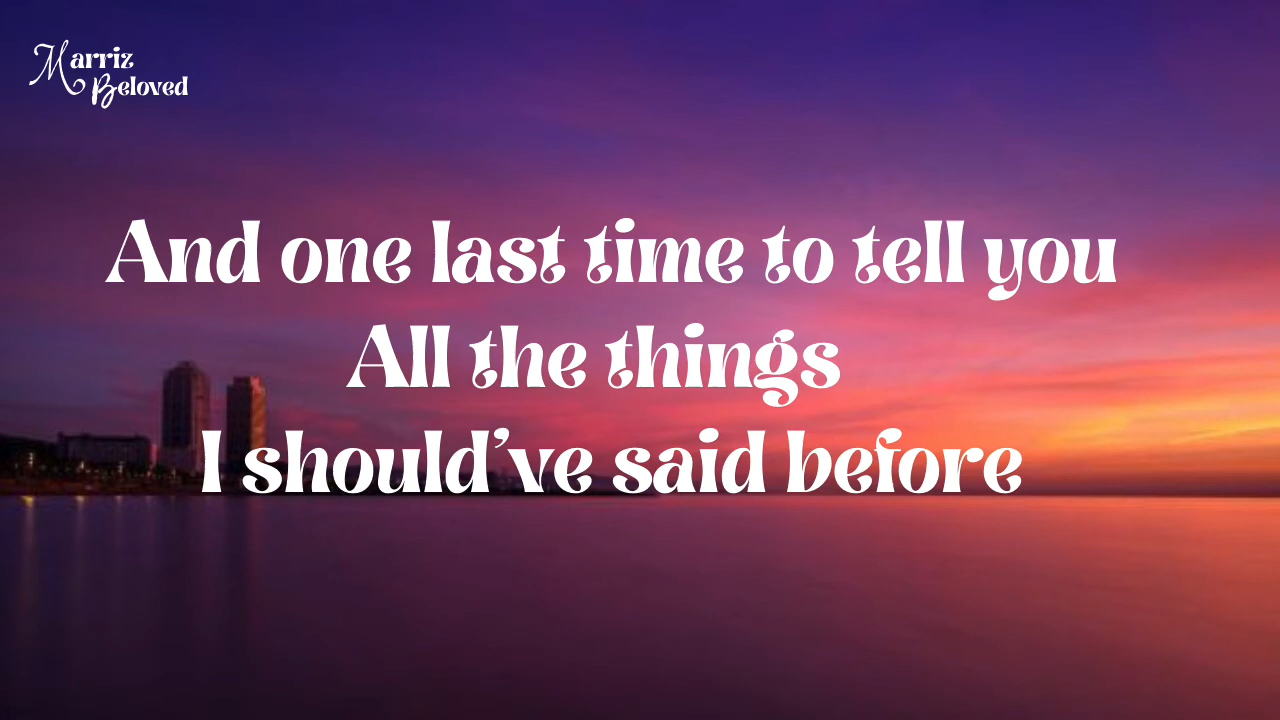 Marriz
Beloved
And one last time to tell you
All the things
I should’ve said before